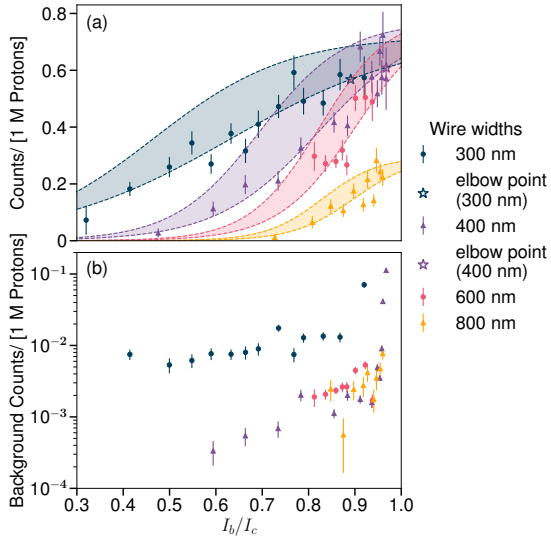 (a)
Counts/ [1 M Protons]
0.8
0.6
0.4
0.2
0
Wire widths
300 nm
elbow point
(300 nm)
400 nm
elbow point
(400 nm)
600 nm
800 nm
(b)
Background Counts/ [1 M Protons]
10⁻¹
10⁻²
10⁻³
10⁻⁴
0.3 0.4 0.5 0.6 0.7 0.8 0.9 1.0
I_b/I_c